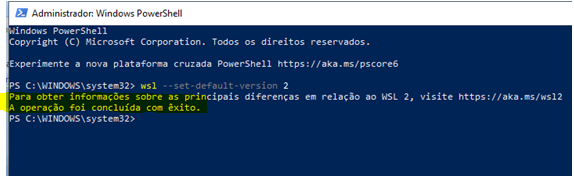 Administrador: Windows PowerShell
Windows PowerShell
Copyright (C) Microsoft Corporation. Todos os direitos reservados.
Experimente a nova plataforma cruzada PowerShell https://aka.ms/pscore6
PS C:\WINDOWS\system32> wsl --set-default-version 2
Para obter informações sobre as principais diferenças em relação ao WSL 2, visite https://aka.ms/wsl2
A operação foi concluída com êxito.
PS C:\WINDOWS\system32>